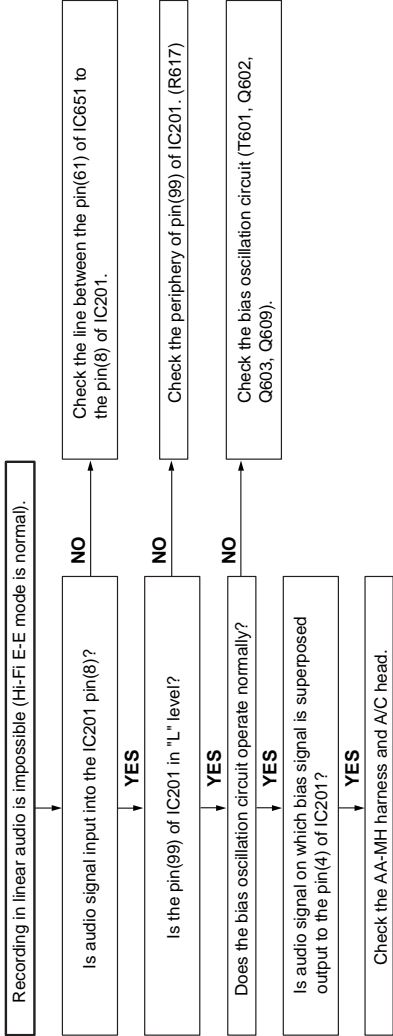 Recording in linear audio is impossible (Hi-Fi E-E mode is normal).
Is audio signal input into the IC201 pin(8)?
NO
Check the line between the pin(61) of IC651 to
the pin(8) of IC201.
YES
Is the pin(99) of IC201 in "L" level?
NO
Check the periphery of pin(99) of IC201. (R617)
YES
Does the bias oscillation circuit operate normally?
NO
Check the bias oscillation circuit (T601, Q602,
Q603, Q609).
YES
Is audio signal on which bias signal is superposed
output to the pin(4) of IC201?
YES
Check the AA-MH harness and A/C head.